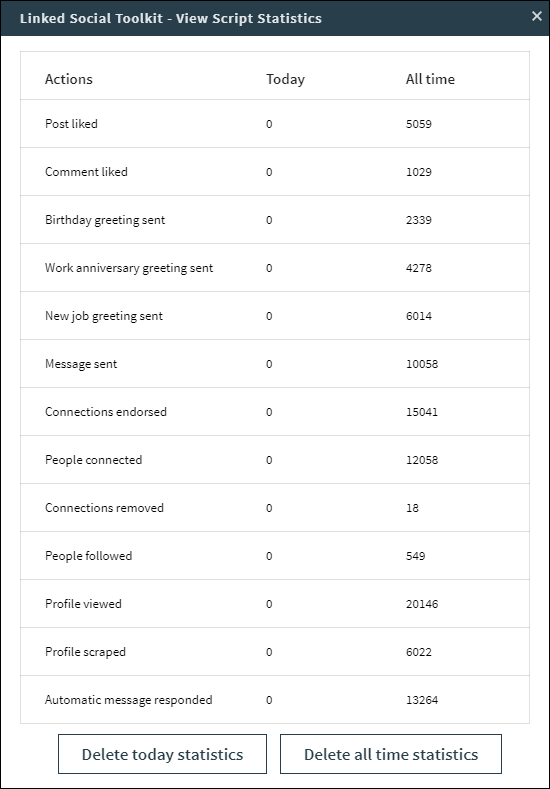 Linked Social Toolkit - View Script Statistics ×
Actions Today All time
Post liked 0 5059
Comment liked 0 1029
Birthday greeting sent 0 2339
Work anniversary greeting sent 0 4278
New job greeting sent 0 6014
Message sent 0 10058
Connections endorsed 0 15041
People connected 0 12058
Connections removed 0 18
People followed 0 549
Profile viewed 0 20146
Profile scraped 0 6022
Automatic message responded 0 13264
Delete today statistics Delete all time statistics